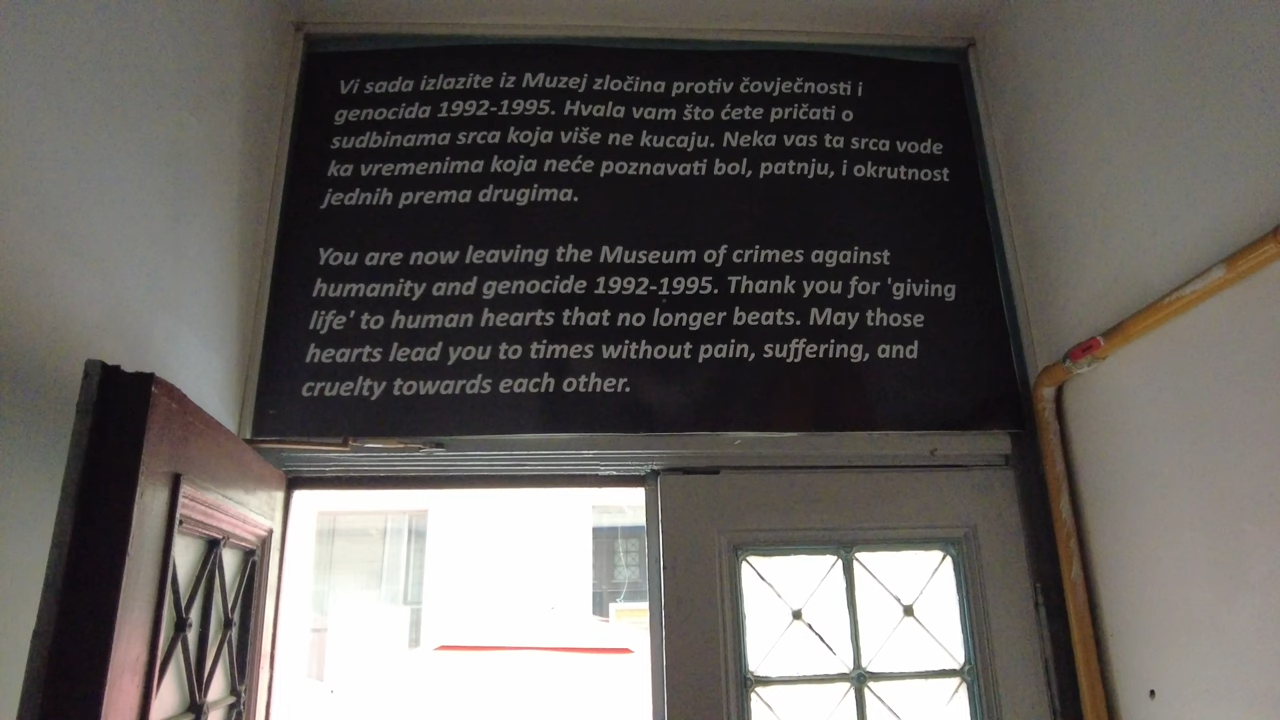 Vi sada izlazite iz Muzej zločina protiv čovječnosti i
genocida 1992-1995. Hvala vam što ćete pričati o
sudbinama srca koja više ne kucaju. Neka vas ta srca vode
ka vremenima koja neće poznavati bol, patnju, i okrutnost
jednih prema drugima.
You are now leaving the Museum of crimes against
humanity and genocide 1992-1995. Thank you for 'giving
life' to human hearts that no longer beats. May those
hearts lead you to times without pain, suffering, and
cruelty towards each other.